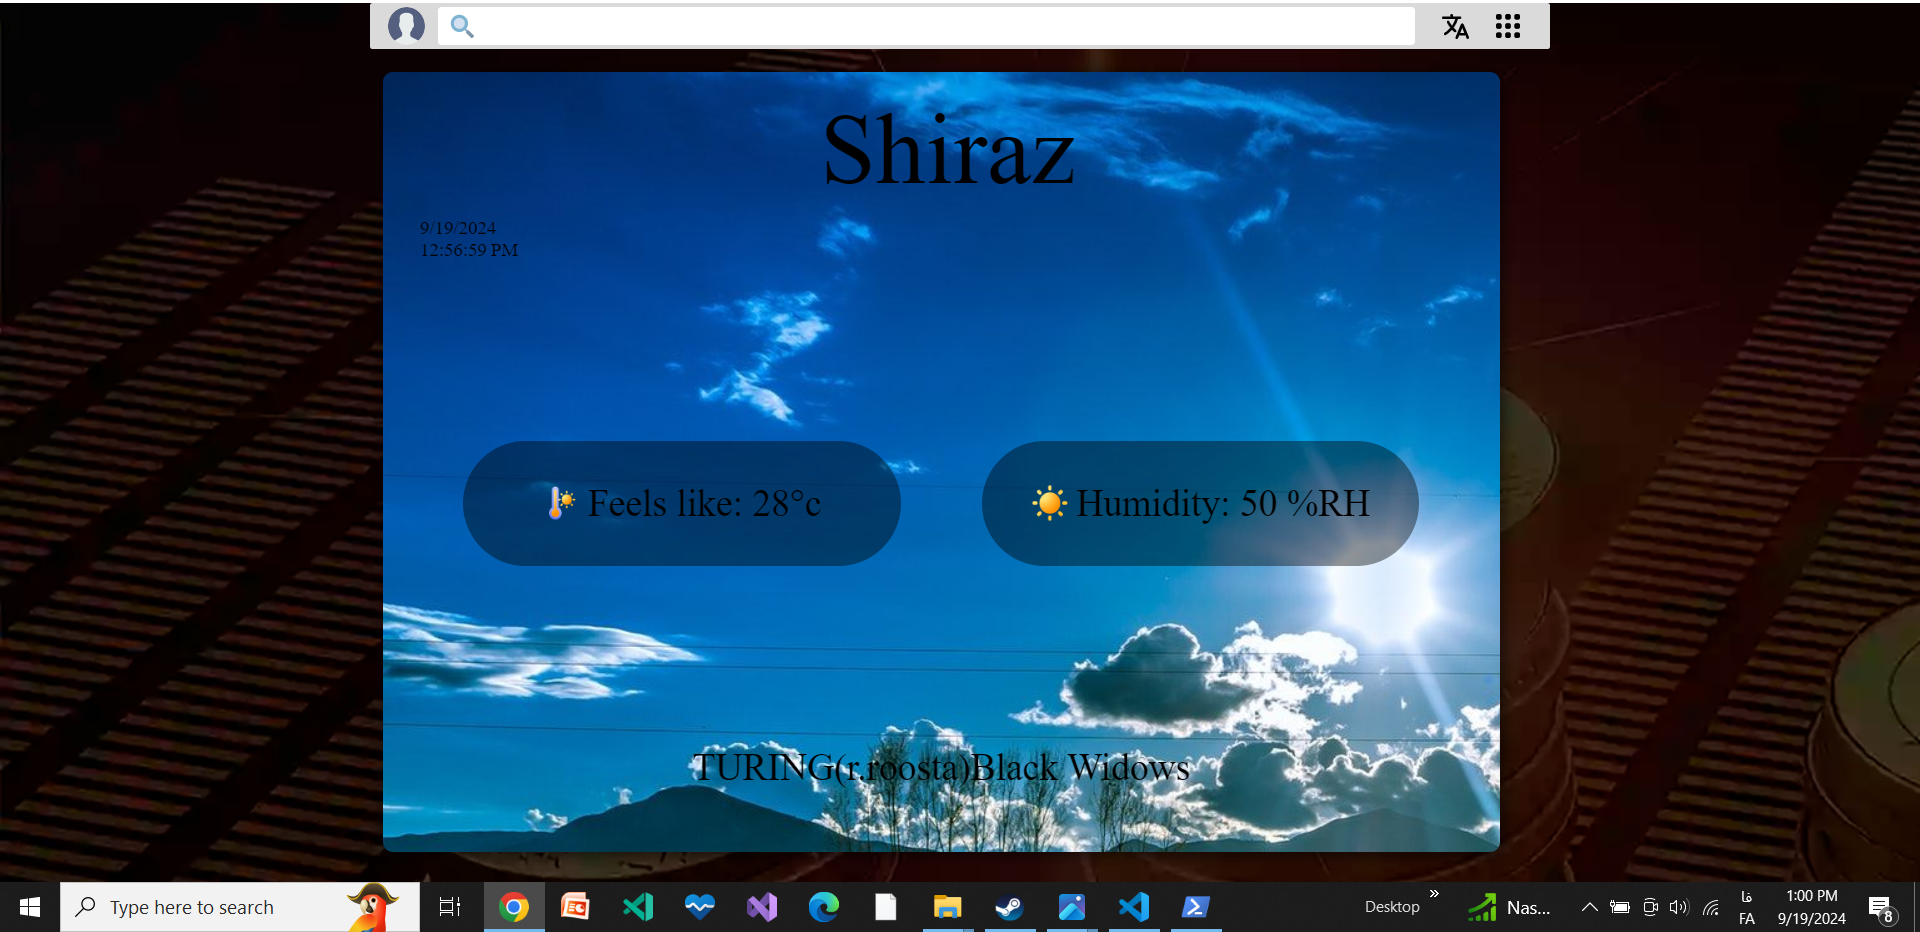 Shiraz
9/19/2024
12:56:59 PM
Feels like: 28°c
Humidity: 50 %RH
TURING(r.roosta)Black Widows
Type here to search
Desktop
»
Nas...
فا
FA
1:00 PM
9/19/2024
8